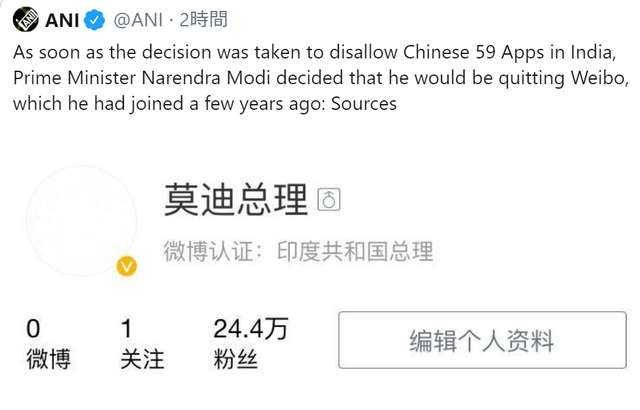 ANI @ANI · 2時間
As soon as the decision was taken to disallow Chinese 59 Apps in India,
Prime Minister Narendra Modi decided that he would be quitting Weibo,
which he had joined a few years ago: Sources
莫迪总理
微博认证：印度共和国总理
0 1 24.4万 编辑个人资料
微博 关注 粉丝